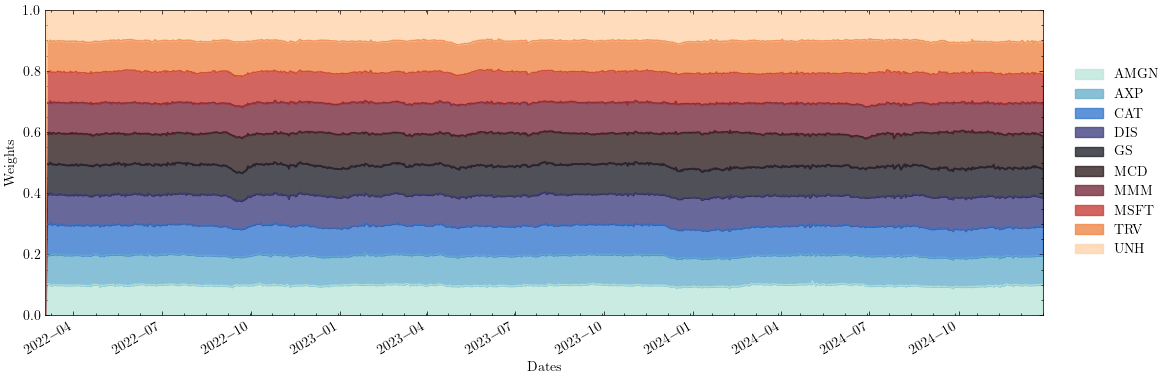 1.0
0.8
0.6
0.4
0.2
0.0
Weights
2022−04
2022−07
2022−10
2023−01
2023−04
2023−07
2023−10
2024−01
2024−04
2024−07
2024−10
Dates
AMGN
AXP
CAT
DIS
GS
MCD
MMM
MSFT
TRV
UNH